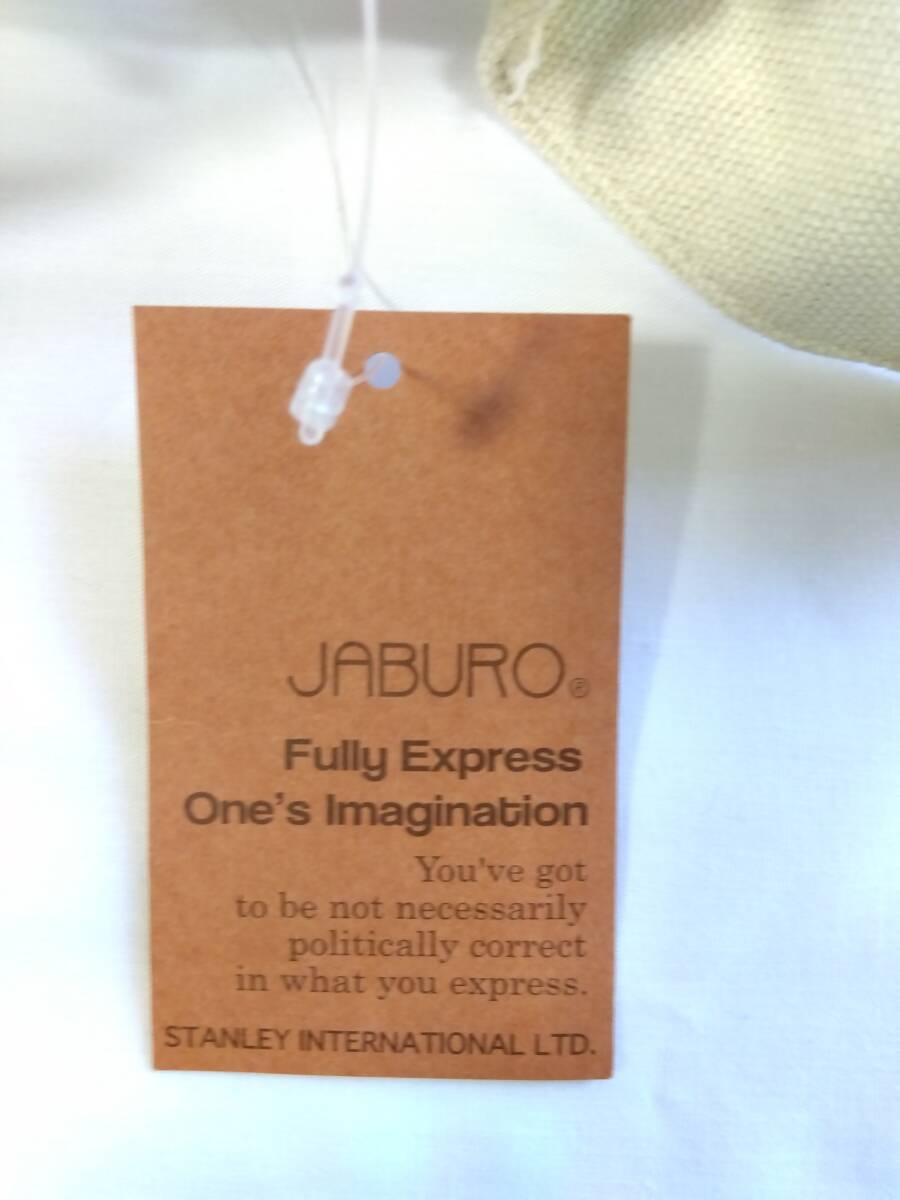 JABURO®
Fully Express
One's Imagination
You've got
to be not necessarily
politically correct
in what you express.
STANLEY INTERNATIONAL LTD.